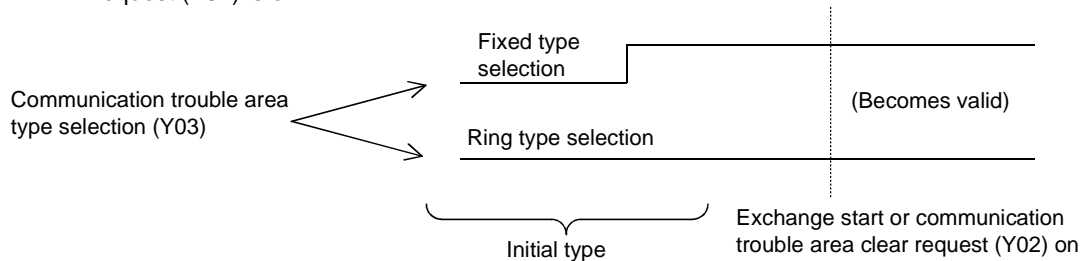 Fixed type
selection
Communication trouble area
type selection (Y03)
(Becomes valid)
Ring type selection
Initial type
Exchange start or communication
trouble area clear request (Y02) on